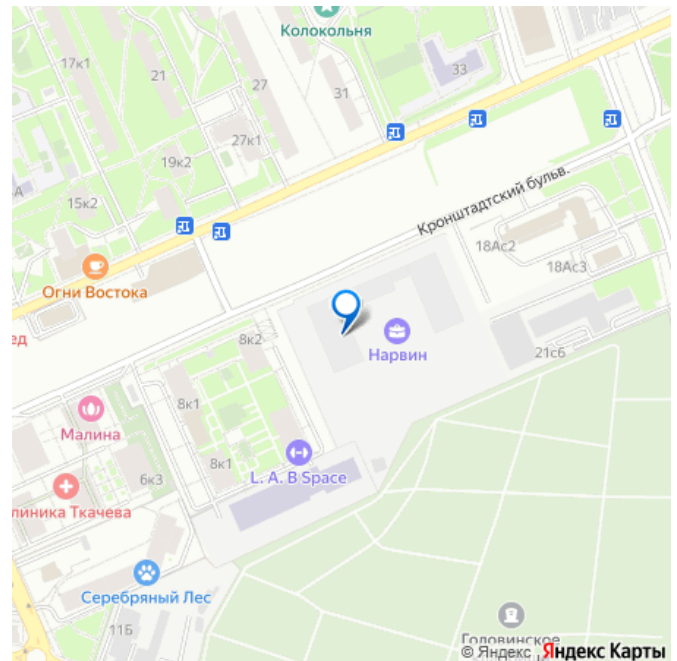 Колокольня
17к1
21
27
33
31
27к1
19к2
15к2
Кронштадтский бульв.
18Ас2
18Ас3
Огни Востока
ед
8к2
Нарвин
21с6
8к1
Малина
8к1
6к3
L. A. B Space
линика Ткачева
Серебряный Лес
11Б
Головинское
© Яндекс Яндекс Карты